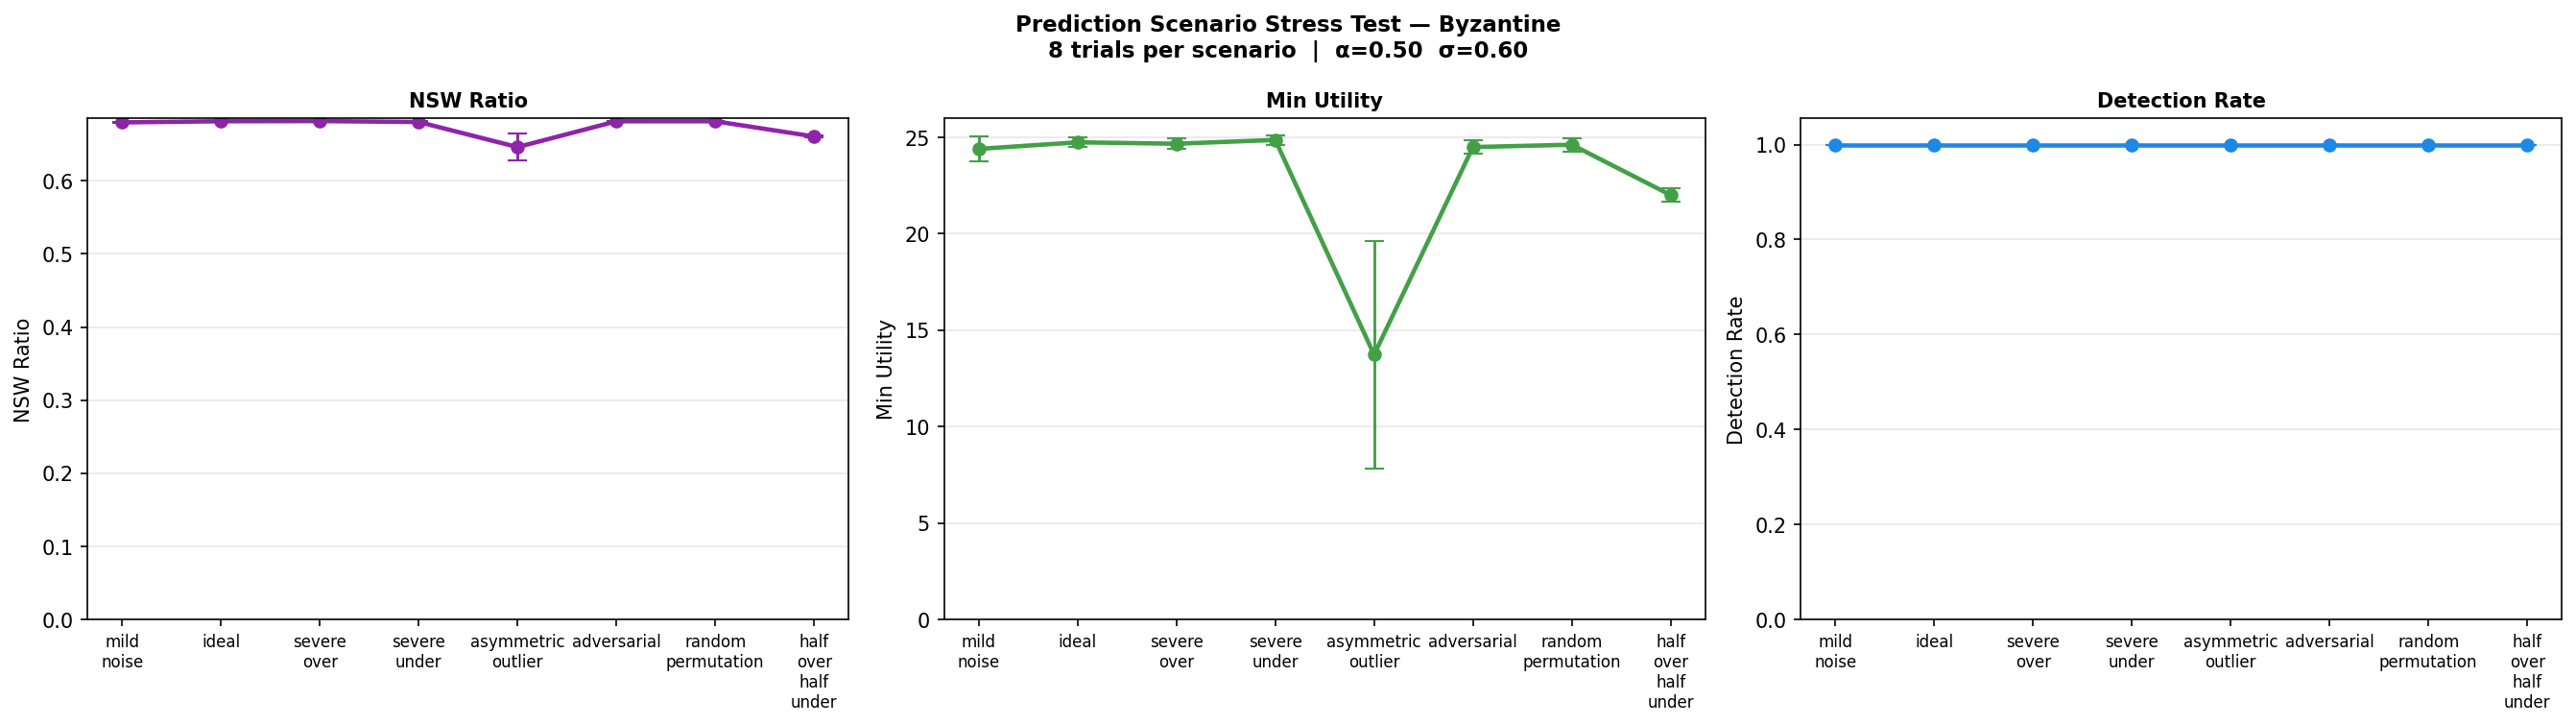 Prediction Scenario Stress Test — Byzantine
8 trials per scenario | α=0.50 σ=0.60
NSW Ratio
NSW Ratio
0.6
0.5
0.4
0.3
0.2
0.1
0.0
mild
noise
ideal
severe
over
severe
under
asymmetric
outlier
adversarial
random
permutation
half
over
half
under
Min Utility
Min Utility
25
20
15
10
5
0
mild
noise
ideal
severe
over
severe
under
asymmetric
outlier
adversarial
random
permutation
half
over
half
under
Detection Rate
Detection Rate
1.0
0.8
0.6
0.4
0.2
0.0
mild
noise
ideal
severe
over
severe
under
asymmetric
outlier
adversarial
random
permutation
half
over
half
under